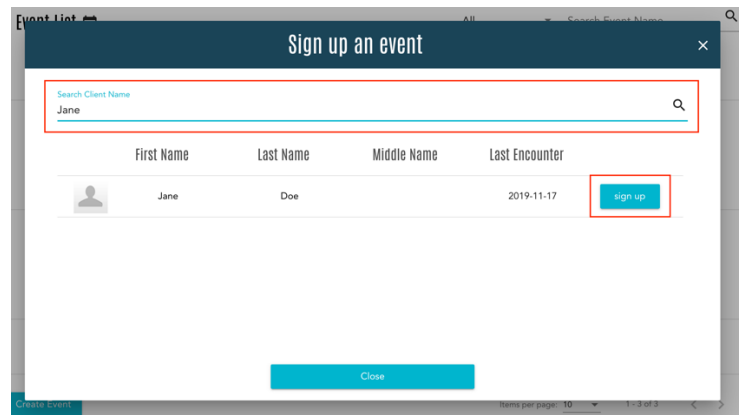 Event List
All
Search Event Name
Sign up an event
Search Client Name
Jane
First Name Last Name Middle Name Last Encounter
Jane Doe 2019-11-17 sign up
Close
Create Event
Items per page: 10 1 - 3 of 3